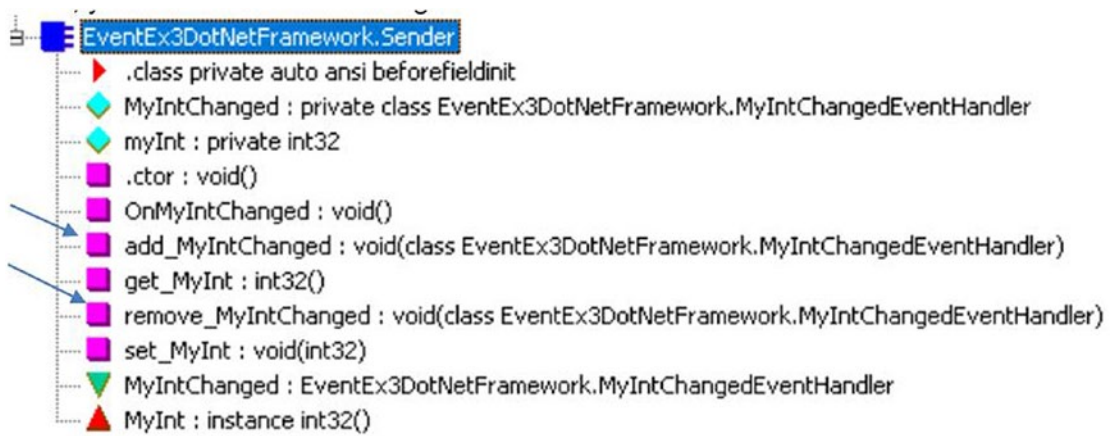 EventEx3DotNetFramework.Sender
.class private auto ansi beforefieldinit
MyIntChanged : private class EventEx3DotNetFramework.MyIntChangedEventHandler
myInt : private int32
.ctor : void()
OnMyIntChanged : void()
add_MyIntChanged : void(class EventEx3DotNetFramework.MyIntChangedEventHandler)
get_MyInt : int32()
remove_MyIntChanged : void(class EventEx3DotNetFramework.MyIntChangedEventHandler)
set_MyInt : void(int32)
MyIntChanged : EventEx3DotNetFramework.MyIntChangedEventHandler
MyInt : instance int32()